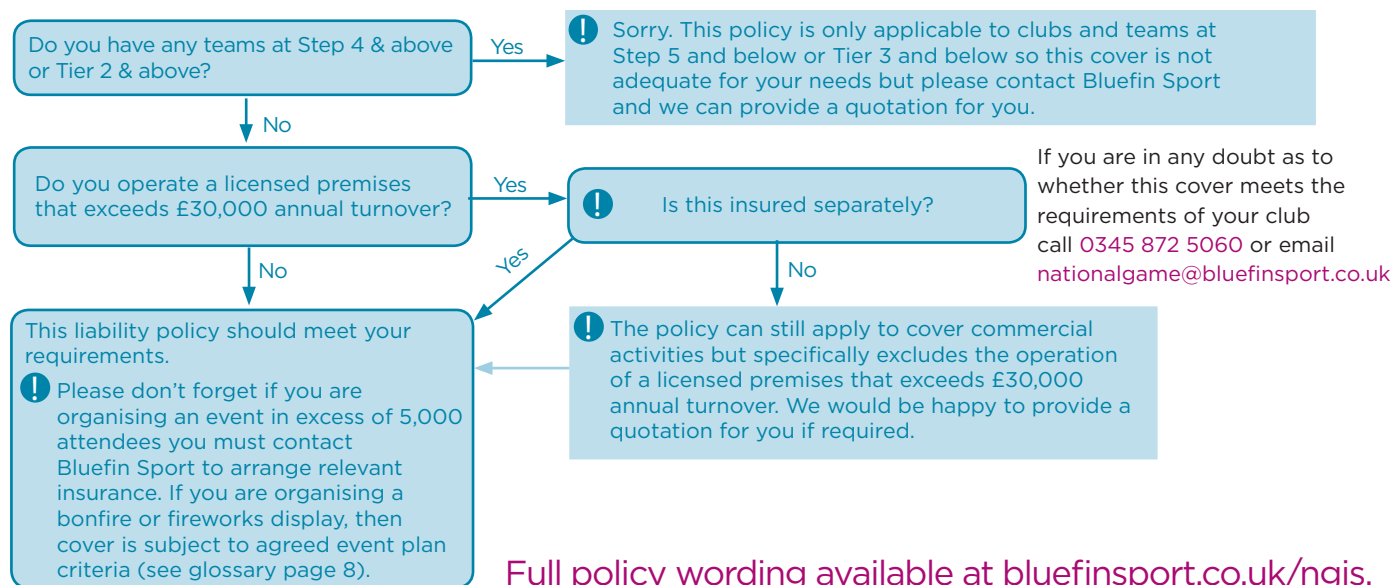 Do you have any teams at Step 4 & above
or Tier 2 & above?
Yes
Sorry. This policy is only applicable to clubs and teams at
Step 5 and below or Tier 3 and below so this cover is not
adequate for your needs but please contact Bluefin Sport
and we can provide a quotation for you.
No
Do you operate a licensed premises
that exceeds £30,000 annual turnover?
Yes
Is this insured separately?
If you are in any doubt as to
whether this cover meets the
requirements of your club
call 0345 872 5060 or email
nationalgame@bluefinsport.co.uk
No
Yes
No
This liability policy should meet your
requirements.
Please don’t forget if you are
organising an event in excess of 5,000
attendees you must contact
Bluefin Sport to arrange relevant
insurance. If you are organising a
bonfire or fireworks display, then
cover is subject to agreed event plan
criteria (see glossary page 8).
The policy can still apply to cover commercial
activities but specifically excludes the operation
of a licensed premises that exceeds £30,000
annual turnover. We would be happy to provide a
quotation for you if required.
Full policy wording available at bluefinsport.co.uk/ngis.